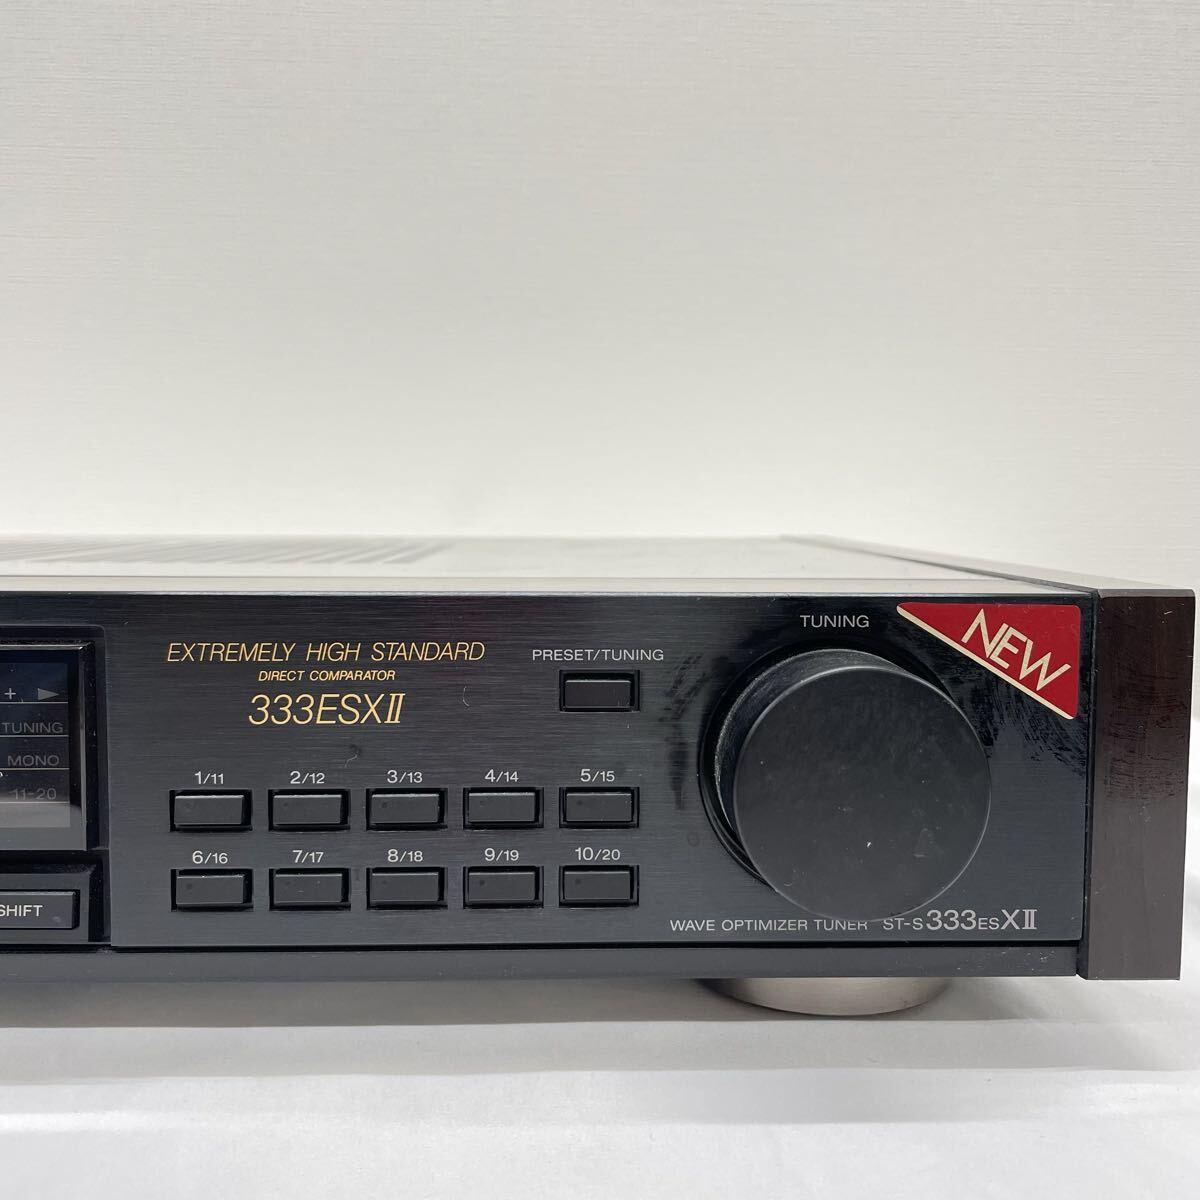 EXTREMELY HIGH STANDARD
DIRECT COMPARATOR
333ESXⅡ
PRESET/TUNING
TUNING
NEW
+ ►
TUNING
MONO
11-20
SHIFT
1/11 2/12 3/13 4/14 5/15
6/16 7/17 8/18 9/19 10/20
WAVE OPTIMIZER TUNER ST-S333ESXⅡ